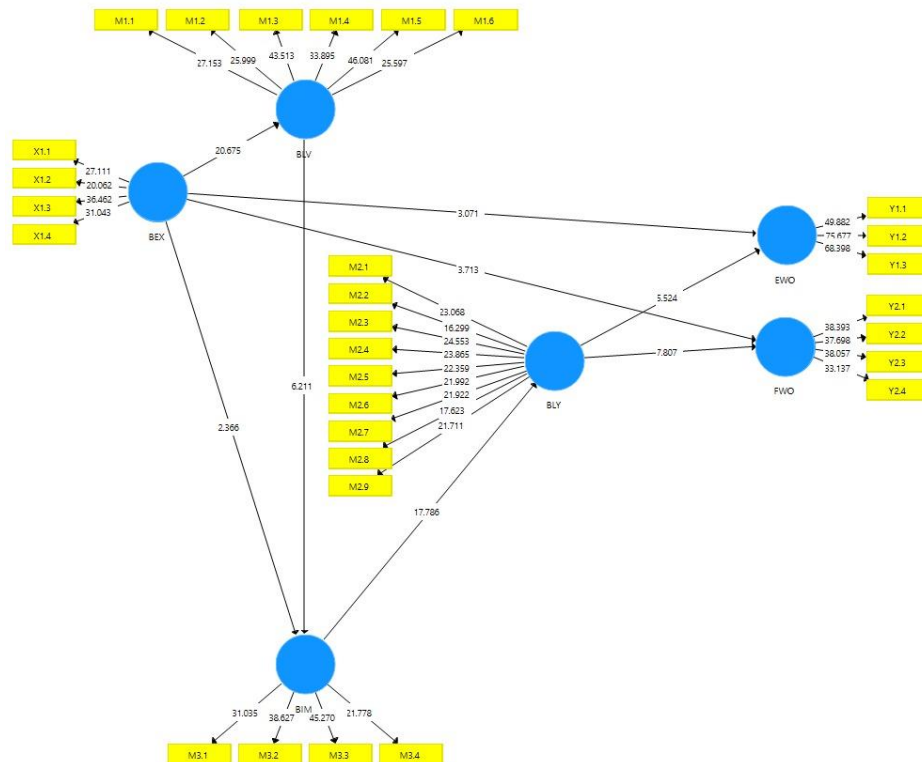 M1.1 M1.2 M1.3 M1.4 M1.5 M1.6
27.153 25.999 43.513 33.895 46.081 25.597
BLV
X1.1
X1.2
X1.3
X1.4
27.111
20.062
36.462
31.043
BEX
20.675
3.071
3.713
6.211
2.366
M2.1
M2.2
M2.3
M2.4
M2.5
M2.6
M2.7
M2.8
M2.9
23.068
16.299
24.553
23.865
22.359
21.992
21.922
17.623
21.711
BLY
5.524
7.807
17.786
49.882
75.677
68.398
Y1.1
Y1.2
Y1.3
EWO
38.393
37.698
38.057
33.137
Y2.1
Y2.2
Y2.3
Y2.4
FWO
BIM
31.035 38.627 45.270 21.778
M3.1 M3.2 M3.3 M3.4